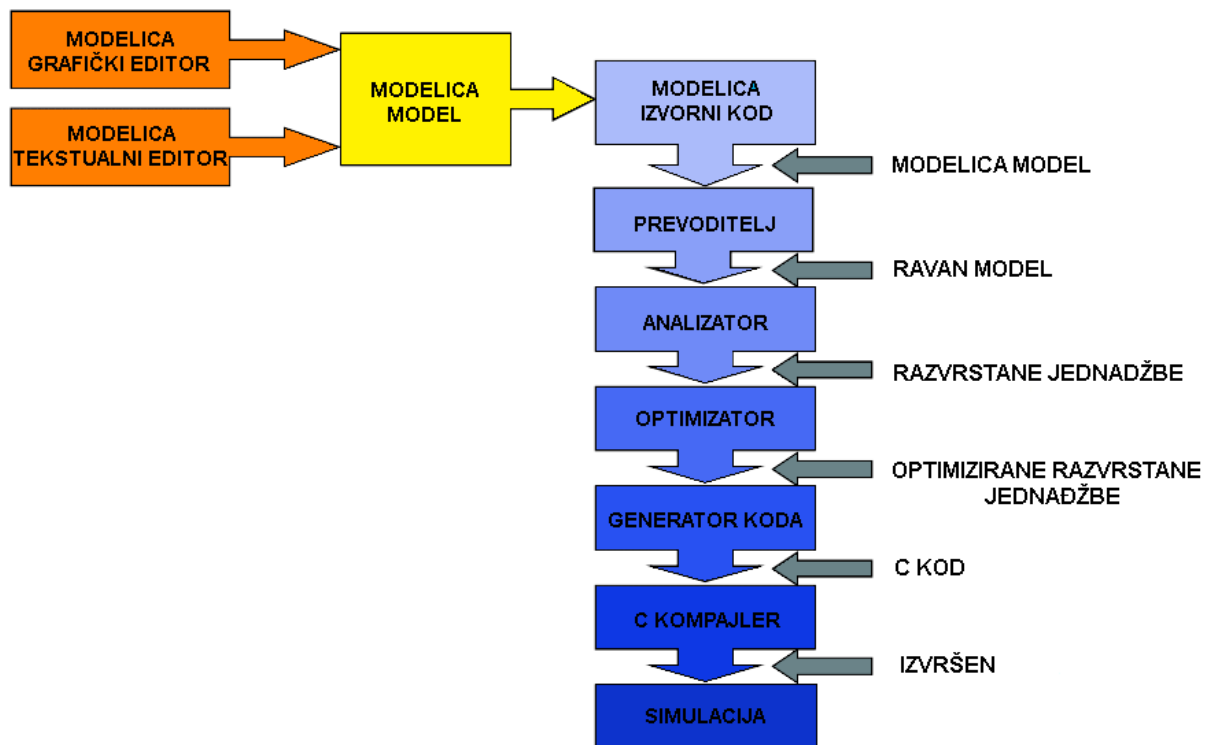 MODELICA
GRAFIČKI EDITOR
MODELICA
TEKSTUALNI EDITOR
MODELICA
MODEL
MODELICA
IZVORNI KOD
MODELICA MODEL
PREVODITELJ
RAVAN MODEL
ANALIZATOR
RAZVRSTANE JEDNADŽBE
OPTIMIZATOR
OPTIMIZIRANE RAZVRSTANE
JEDNAĐŽBE
GENERATOR KODA
C KOD
C KOMPAJLER
IZVRŠEN
SIMULACIJA